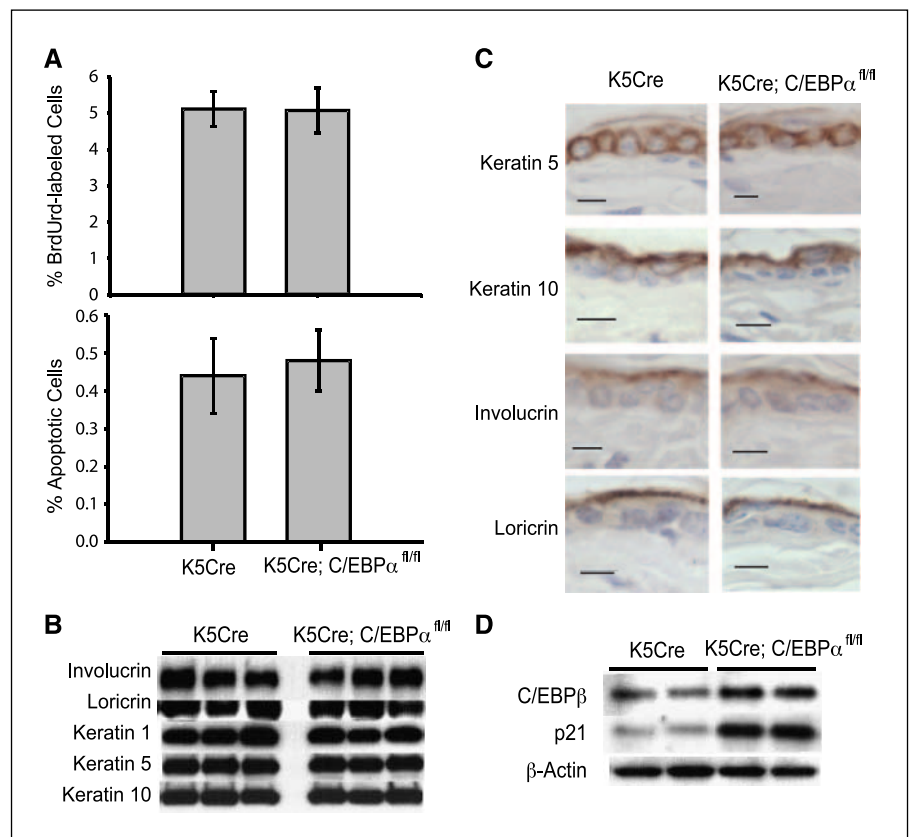 A
% BrdUrd-labeled Cells
6
5
4
3
2
1
0
% Apoptotic Cells
0.6
0.5
0.4
0.3
0.2
0.1
0.0
K5Cre K5Cre; C/EBPα fl/fl
B
K5Cre K5Cre; C/EBPα fl/fl
Involucrin
Loricrin
Keratin 1
Keratin 5
Keratin 10
C
K5Cre K5Cre; C/EBPα fl/fl
Keratin 5
Keratin 10
Involucrin
Loricrin
D
K5Cre K5Cre; C/EBPα fl/fl
C/EBPβ
p21
β-Actin